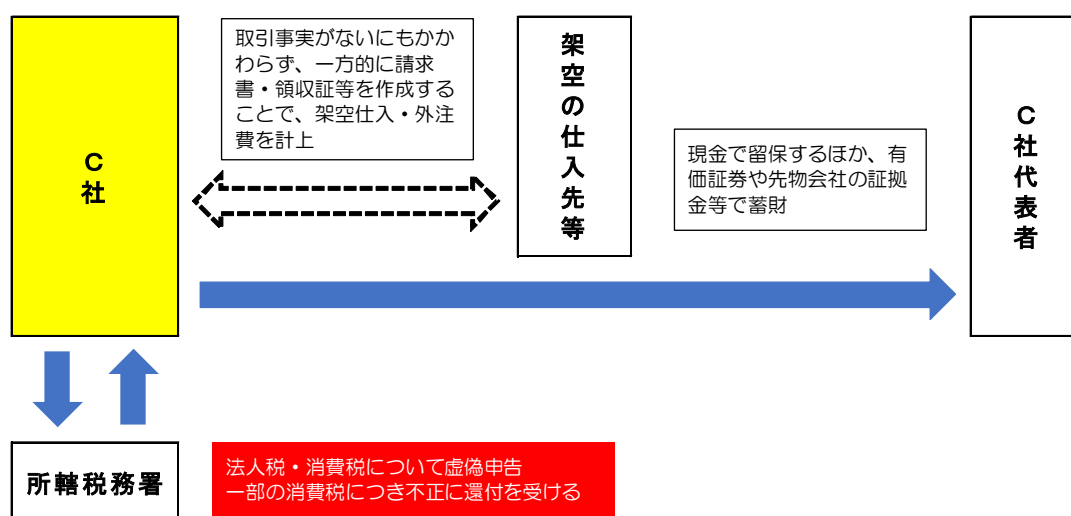 C社
取引事実がないにもかか
わらず、一方的に請求
書・領収証等を作成する
ことで、架空仕入・外注
費を計上
架空の仕入先等
現金で留保するほか、有
価証券や先物会社の証拠
金等で蓄財
C社代表者
所轄税務署
法人税・消費税について虚偽申告
一部の消費税につき不正に還付を受ける